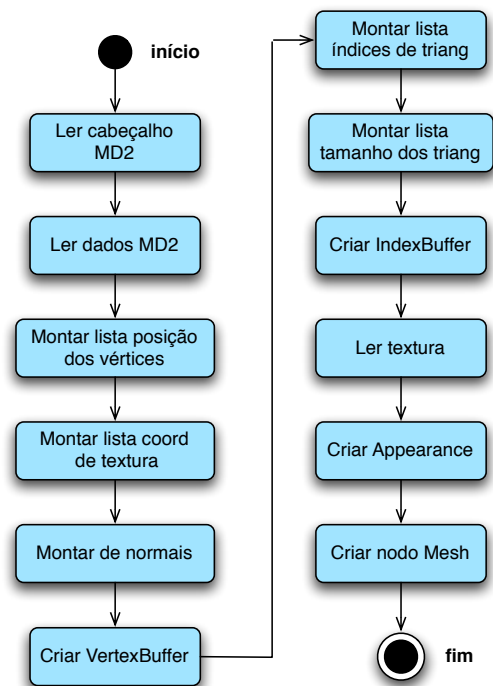 início
Ler cabeçalho
MD2
Ler dados MD2
Montar lista posição
dos vértices
Montar lista coord
de textura
Montar de normais
Criar VertexBuffer
Montar lista
índices de triang
Montar lista
tamanho dos triang
Criar IndexBuffer
Ler textura
Criar Appearance
Criar nodo Mesh
fim